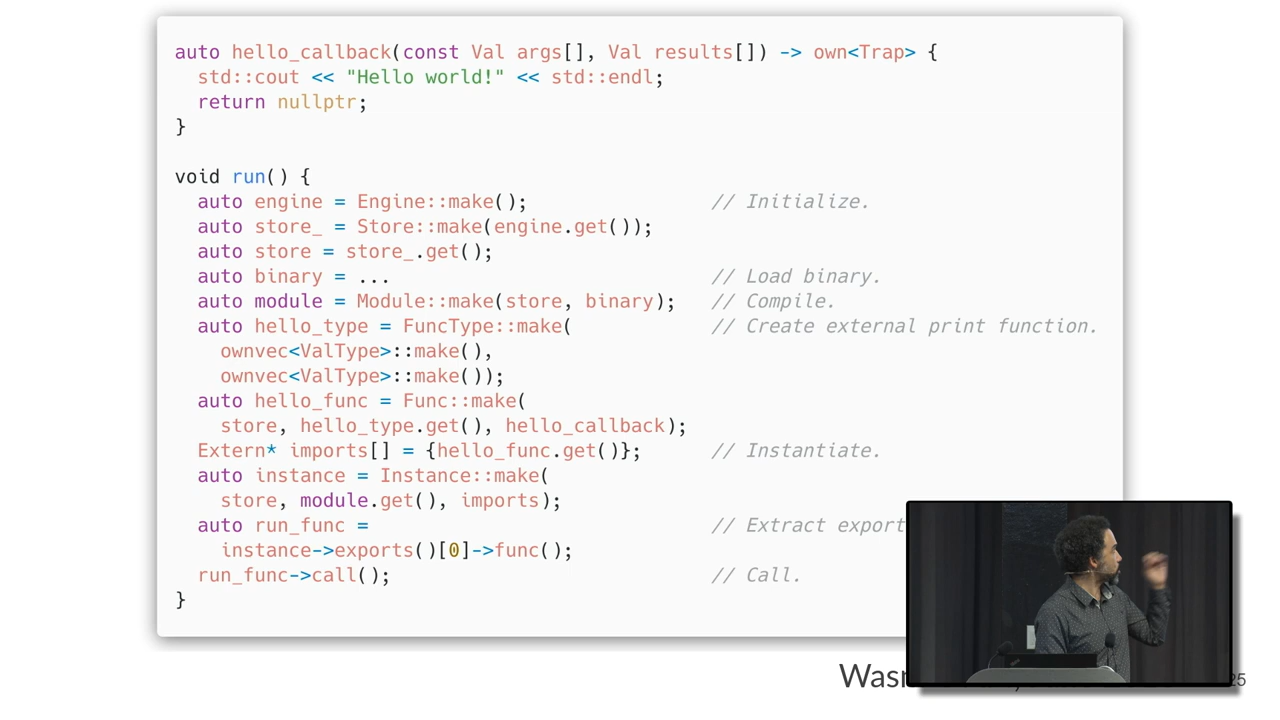 auto hello_callback(const Val args[], Val results[]) -> own<Trap> {
std::cout << "Hello world!" << std::endl;
return nullptr;
}
void run() {
auto engine = Engine::make(); // Initialize.
auto store_ = Store::make(engine.get());
auto store = store_.get();
auto binary = ... // Load binary.
auto module = Module::make(store, binary); // Compile.
auto hello_type = FuncType::make( // Create external print function.
ownvec<ValType>::make(),
ownvec<ValType>::make());
auto hello_func = Func::make(
store, hello_type.get(), hello_callback);
Extern* imports[] = {hello_func.get()}; // Instantiate.
auto instance = Instance::make(
store, module.get(), imports);
auto run_func = // Extract export
instance->exports()[0]->func();
run_func->call(); // Call.
}
25